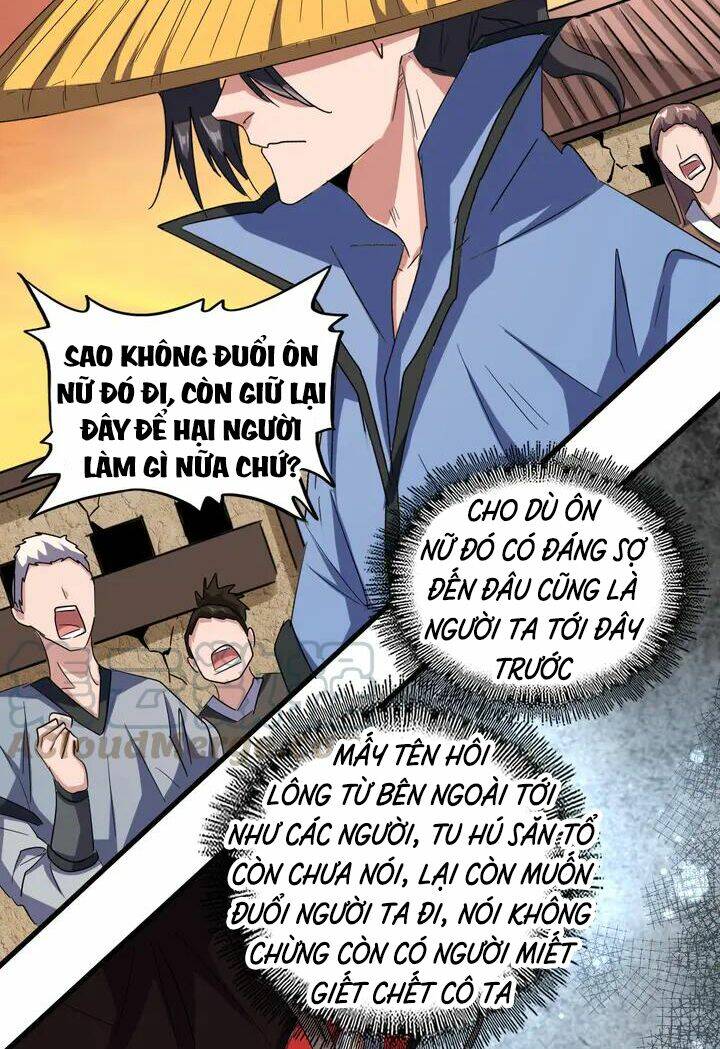 SAO KHÔNG ĐUỔI ÔN
NỮ ĐÓ ĐI, CÒN GIỮ LẠI
ĐÂY ĐỂ HẠI NGƯỜI
LÀM GÌ NỮA CHỨ?
CHO DÙ ÔN
NỮ ĐÓ CÓ ĐÁNG SỢ
ĐẾN ĐÂU CŨNG LÀ
NGƯỜI TA TỚI ĐÂY
TRƯỚC
MẤY TÊN HÔI
LÔNG TỪ BÊN NGOÀI TỚI
NHƯ CÁC NGƯỜI, TU HÚ SĂN TỔ
CÒN CHƯA NÓI, LẠI CÒN MUỐN
ĐUỔI NGƯỜI TA ĐI, NÓI KHÔNG
CHỪNG CÒN CÓ NGƯỜI MIẾT
GIẾT CHẾT CÔ TA